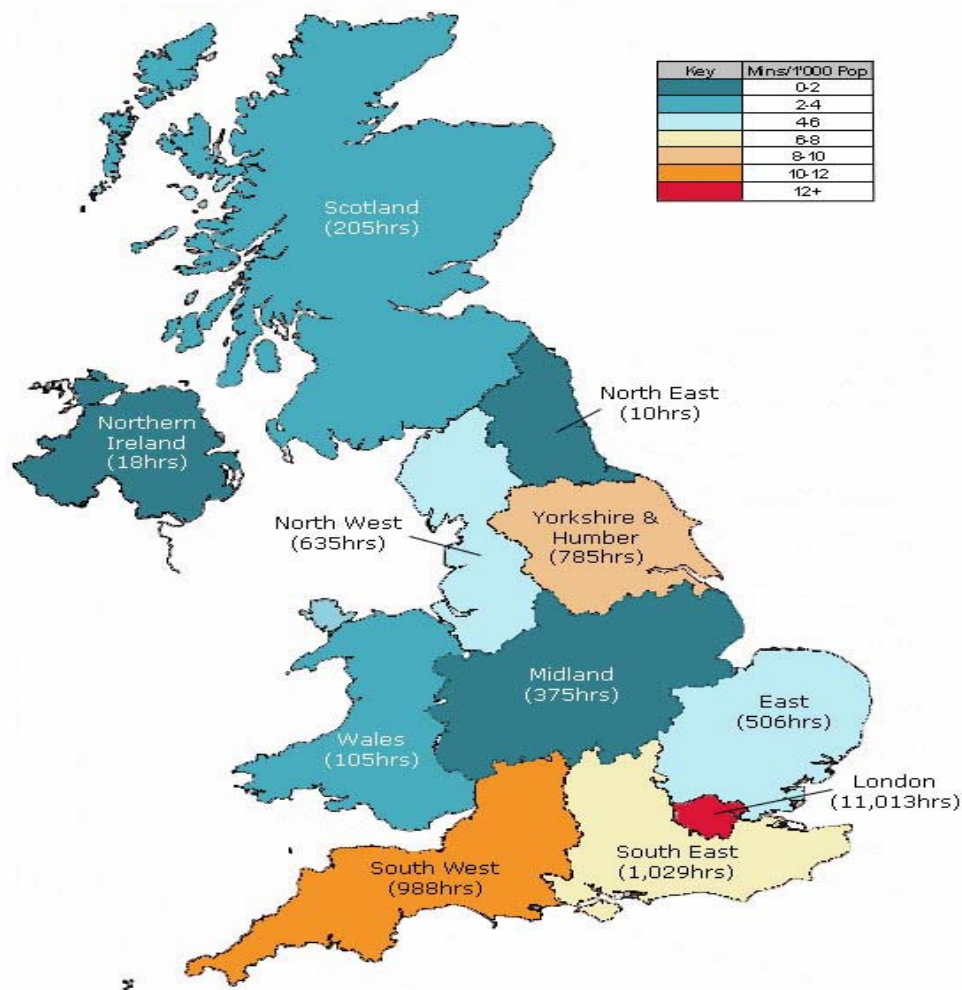 Key Mins/1'000 Pop
0-2
2-4
4-6
6-8
8-10
10-12
12+
Scotland
(205hrs)
North East
(10hrs)
Northern
Ireland
(18hrs)
North West
(635hrs)
Yorkshire &
Humber
(785hrs)
Midland
(375hrs)
East
(506hrs)
Wales
(105hrs)
London
(11,013hrs)
South East
(1,029hrs)
South West
(988hrs)